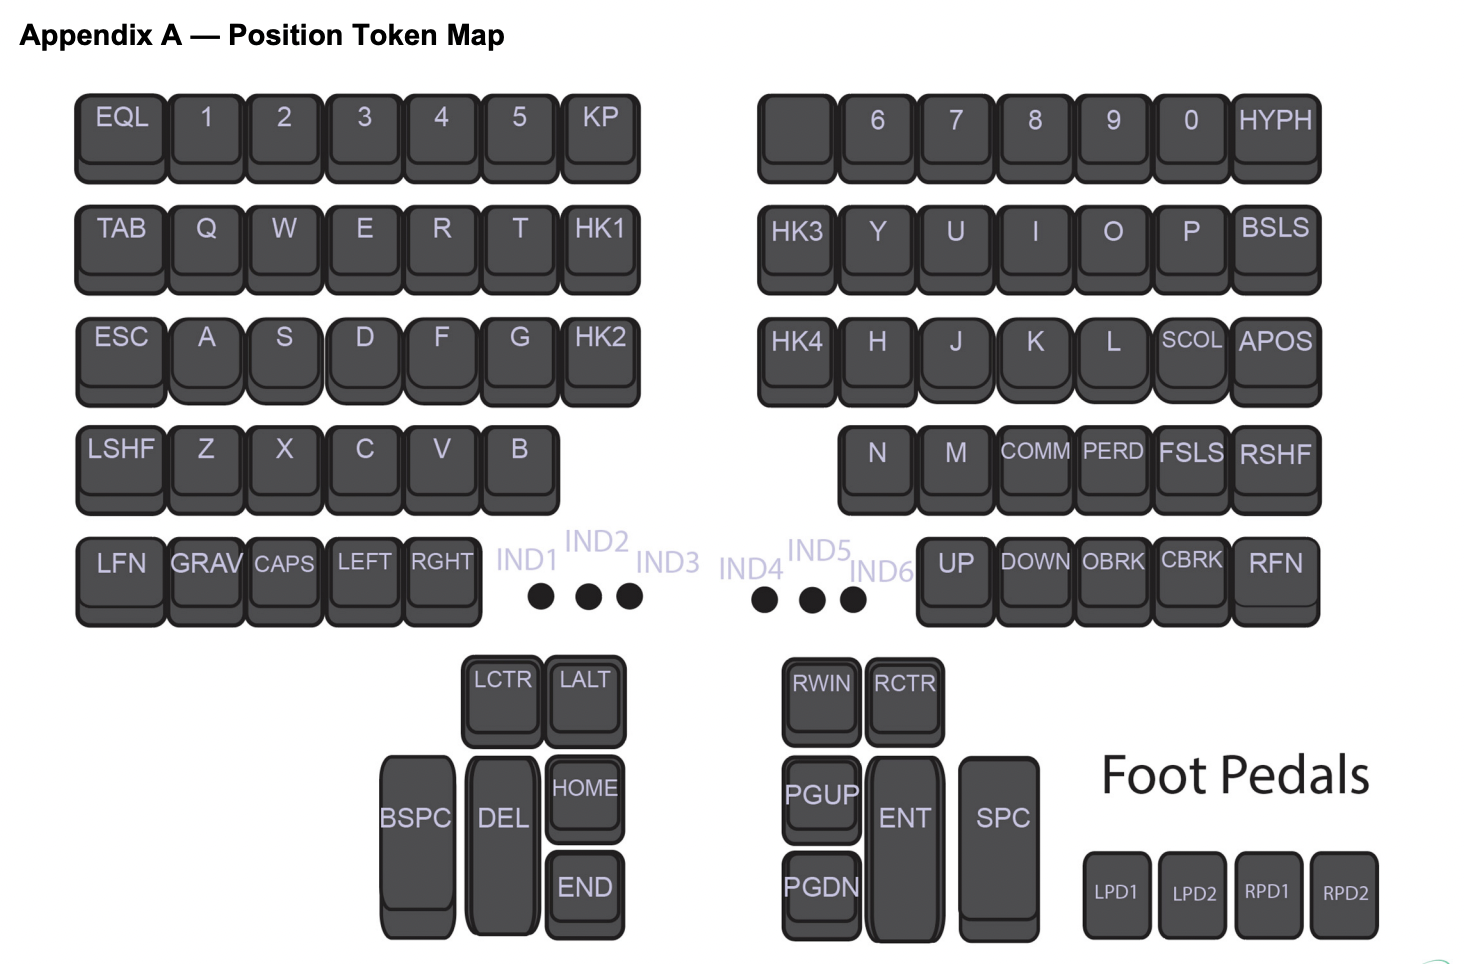 Appendix A — Position Token Map
EQL 1 2 3 4 5 KP 6 7 8 9 0 HYPH
TAB Q W E R T HK1 HK3 Y U I O P BSLS
ESC A S D F G HK2 HK4 H J K L SCOL APOS
LSHF Z X C V B N M COMM PERD FSLS RSHF
LFN GRAV CAPS LEFT RGHT IND1 IND2 IND3 IND4 IND5 IND6 UP DOWN OBRK CBRK RFN
LCTR LALT RWIN RCTR
BSPC DEL HOME PGUP ENT SPC
END PGDN
Foot Pedals
LPD1 LPD2 RPD1 RPD2